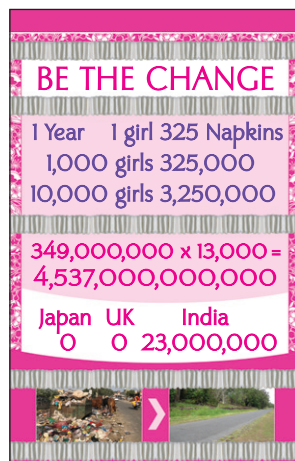 BE THE CHANGE
1 Year 1 girl 325 Napkins
1,000 girls 325,000
10,000 girls 3,250,000
349,000,000 x 13,000 =
4,537,000,000,000
Japan UK India
0 0 23,000,000